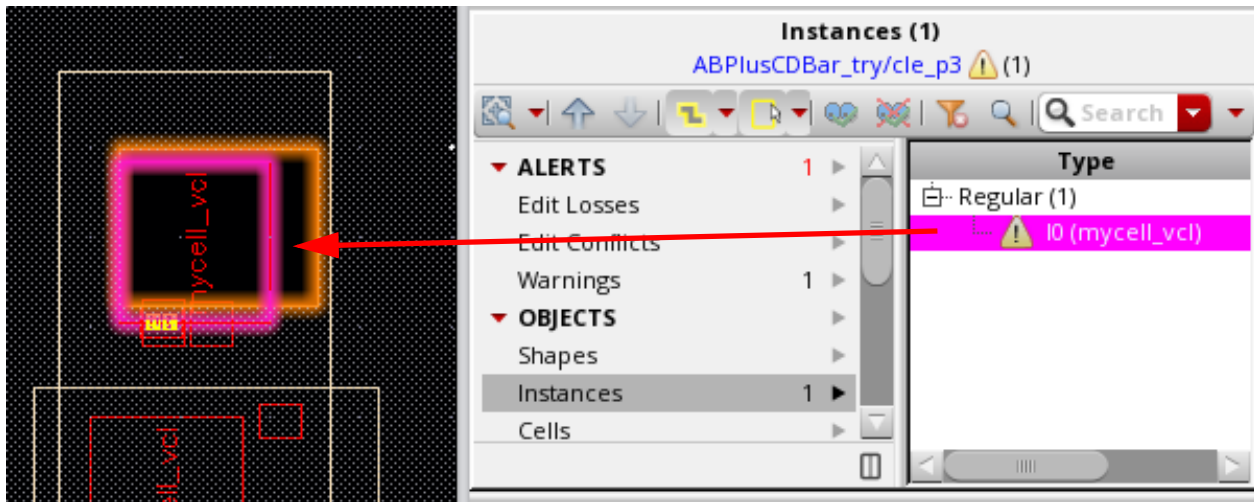 mycell_vcl
ell_vcl
Instances (1)
ABPlusCDBar_try/cle_p3 (1)
Search
ALERTS 1
Edit Losses
Edit Conflicts
Warnings 1
OBJECTS
Shapes
Instances 1
Cells
Type
Regular (1)
I0 (mycell_vcl)